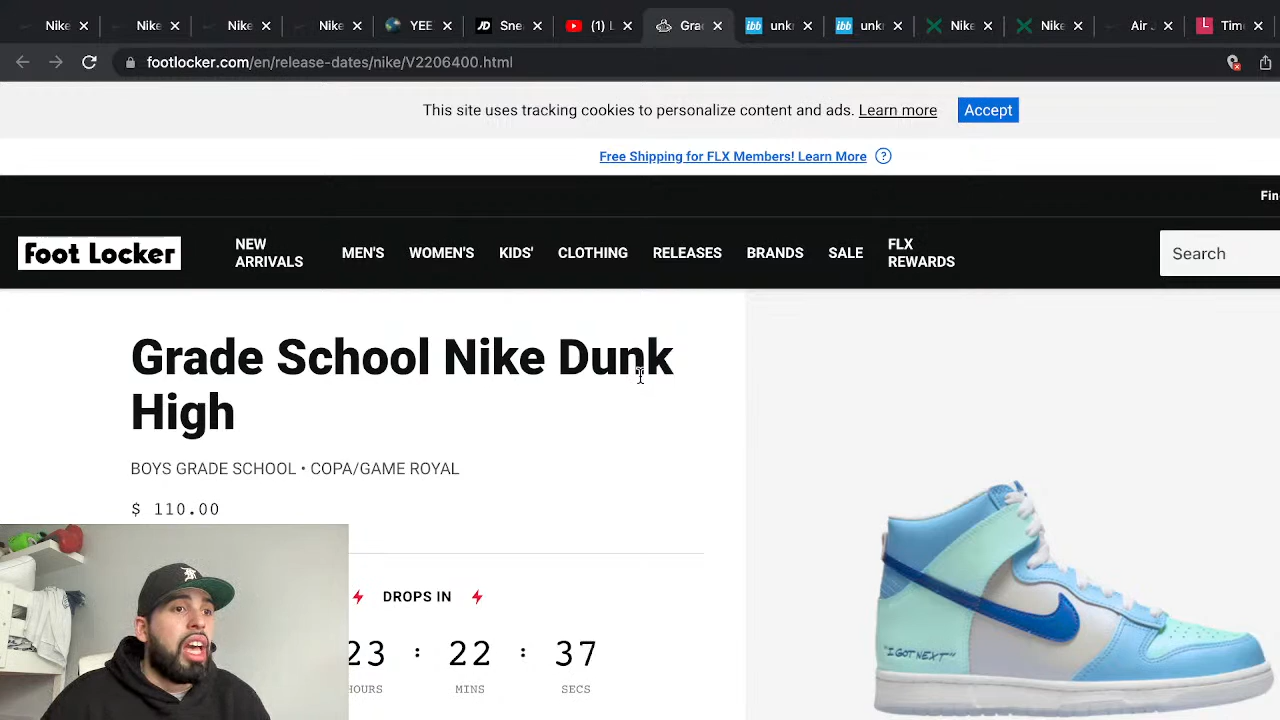 Nike
Nike
Nike
Nike
YEE
Sne
(1) L
Gra
unk
unk
Nike
Nike
Air
Tim
footlocker.com/en/release-dates/nike/V2206400.html
This site uses tracking cookies to personalize content and ads. Learn more Accept
Free Shipping for FLX Members! Learn More ?
Fin
Foot Locker
NEW ARRIVALS
MEN'S
WOMEN'S
KIDS'
CLOTHING
RELEASES
BRANDS
SALE
FLX REWARDS
Search
Grade School Nike Dunk
High
BOYS GRADE SCHOOL • COPA/GAME ROYAL
$ 110.00
DROPS IN
23 : 22 : 37
HOURS MINS SECS
"I GOT NEXT"